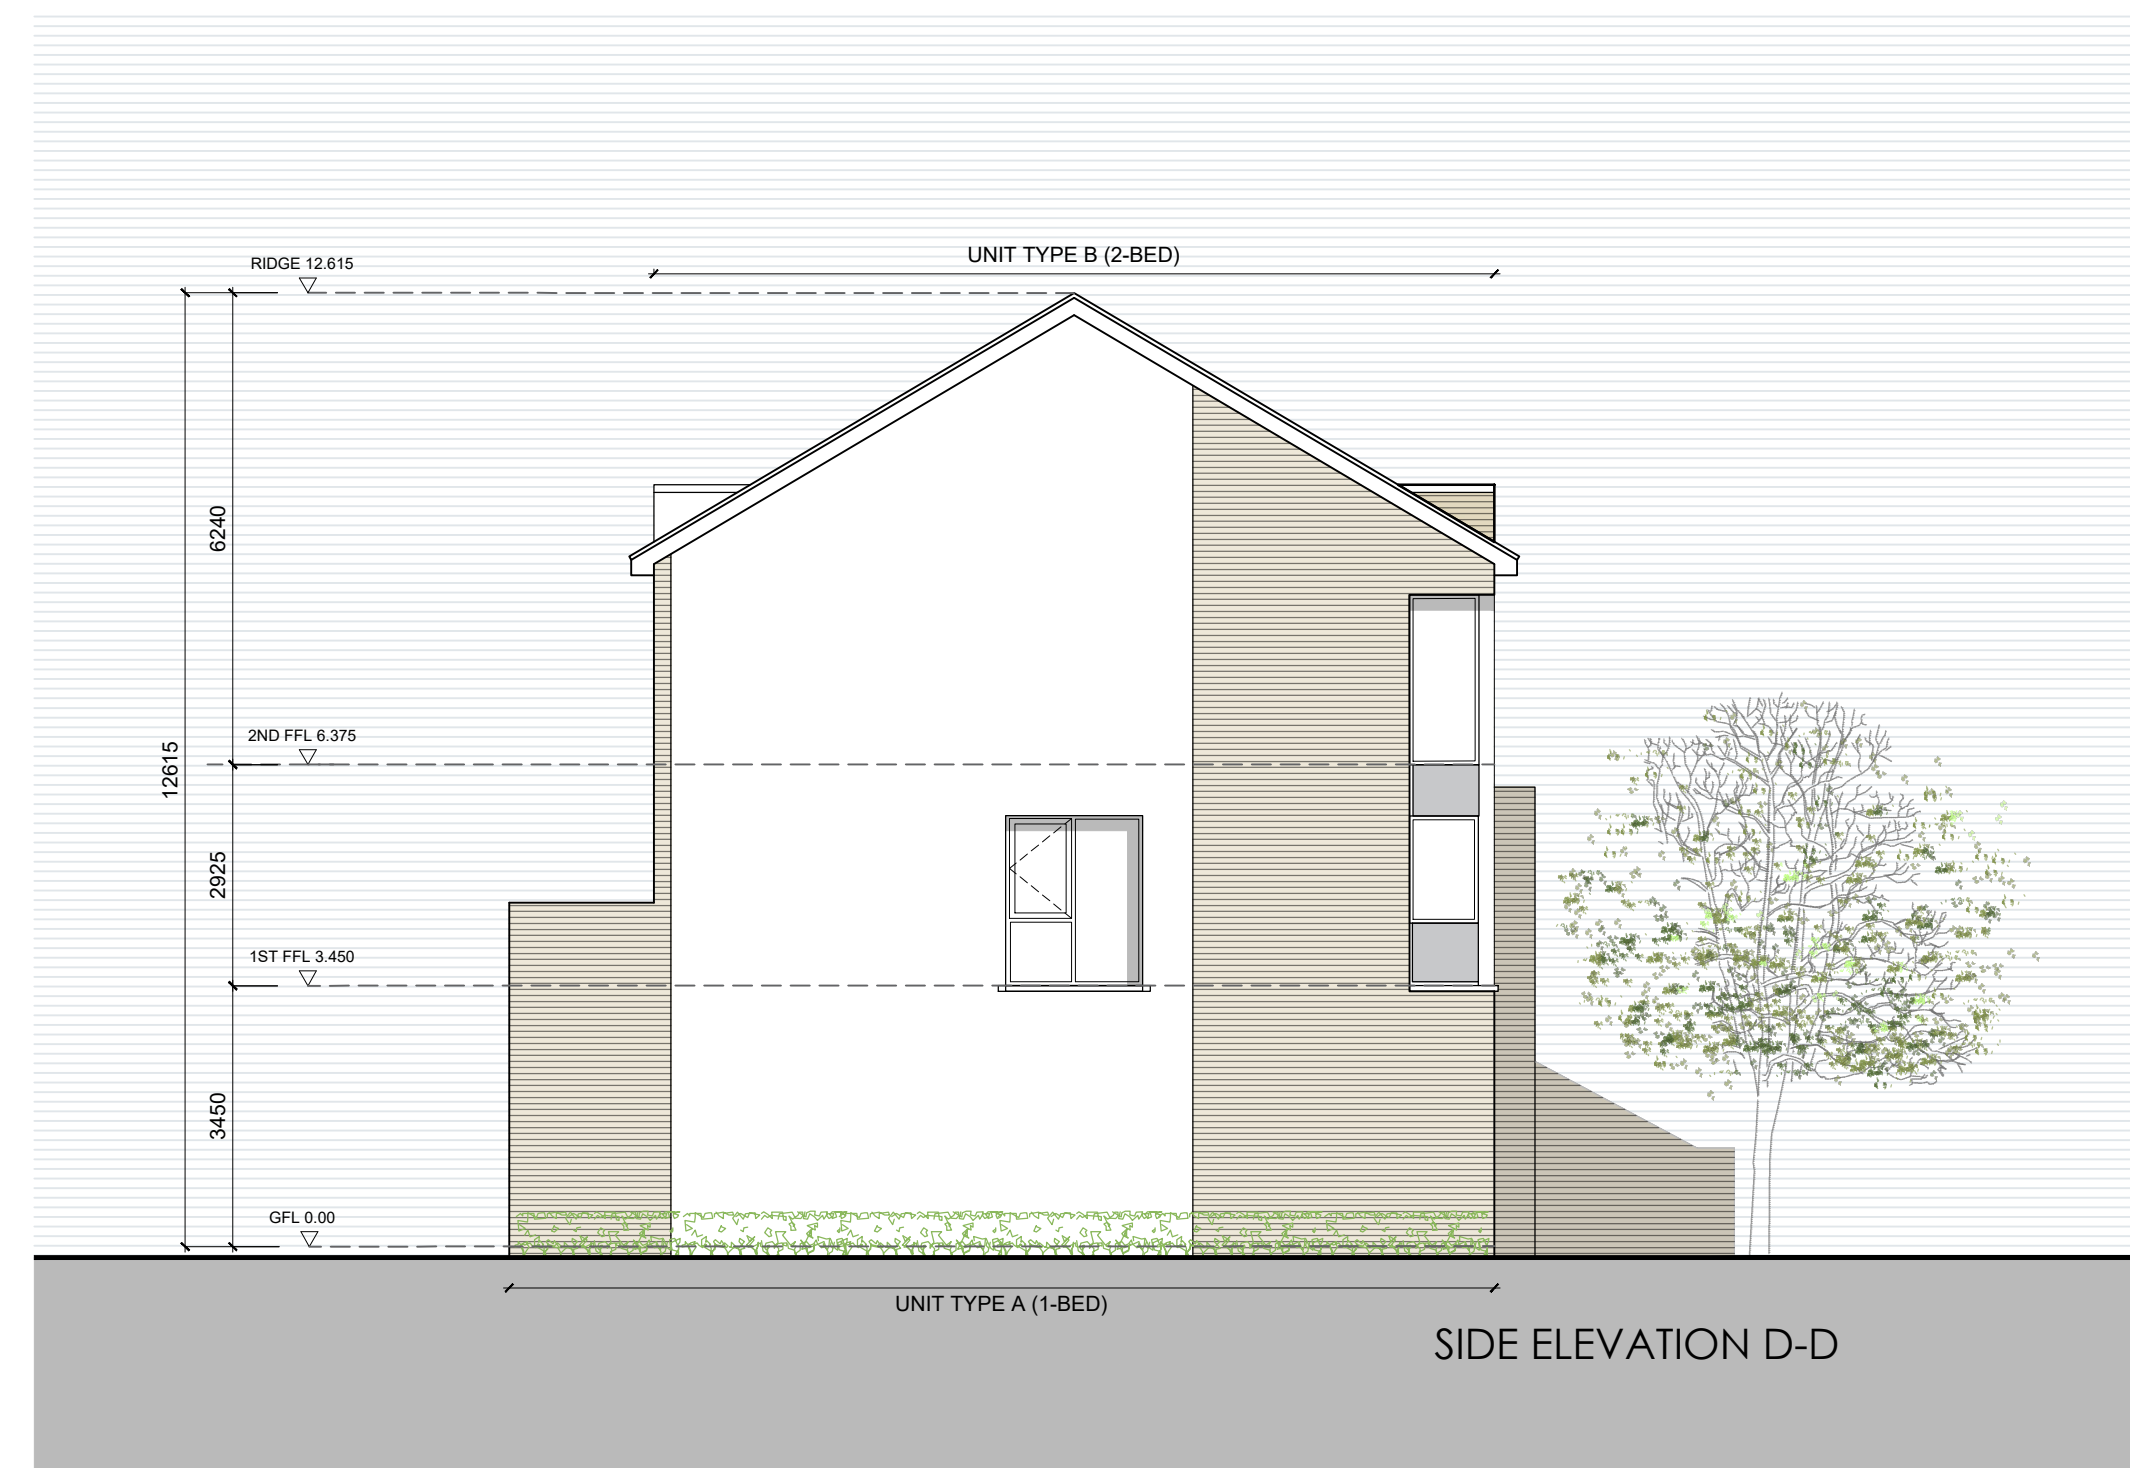 UNIT TYPE B (2-BED)
RIDGE 12.615
6240
2ND FFL 6.375
12615
2925
1ST FFL 3.450
3450
GFL 0.00
UNIT TYPE A (1-BED)
SIDE ELEVATION D-D